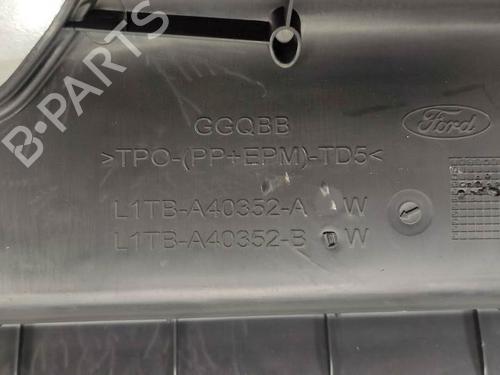 GGQBB
Ford
>TPO-(PP+EPM)-TD5<
L1TB-A40352-A W
L1TB-A40352-B W
B-PARTS